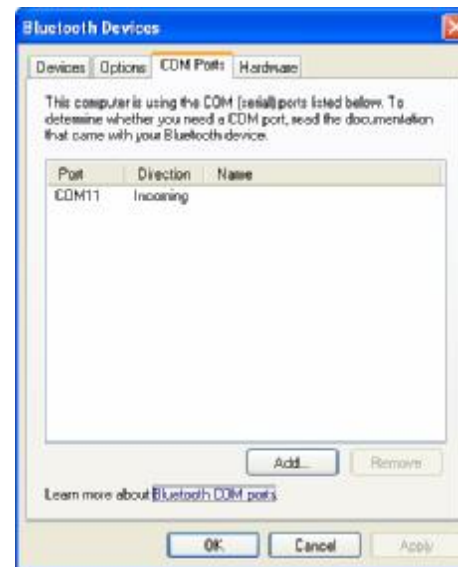 Bluetooth Devices
Devices Options COM Ports Hardware
This computer is using the COM (serial) ports listed below. To
determine whether you need a COM port, read the documentation
that came with your Bluetooth device.
Port Direction Name
COM11 Incoming
Add... Remove
Learn more about Bluetooth COM ports.
OK Cancel Apply